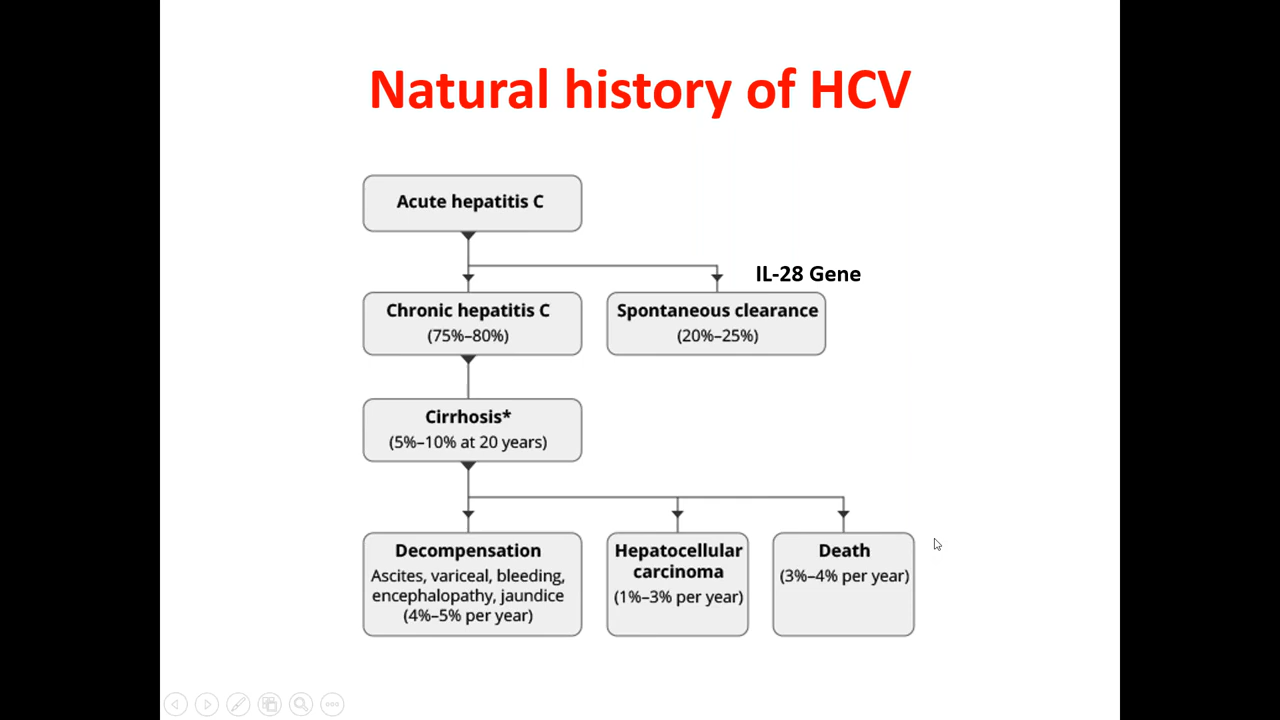 Natural history of HCV
Acute hepatitis C
IL-28 Gene
Chronic hepatitis C
(75%–80%)
Spontaneous clearance
(20%–25%)
Cirrhosis*
(5%–10% at 20 years)
Decompensation
Ascites, variceal, bleeding,
encephalopathy, jaundice
(4%–5% per year)
Hepatocellular
carcinoma
(1%–3% per year)
Death
(3%–4% per year)